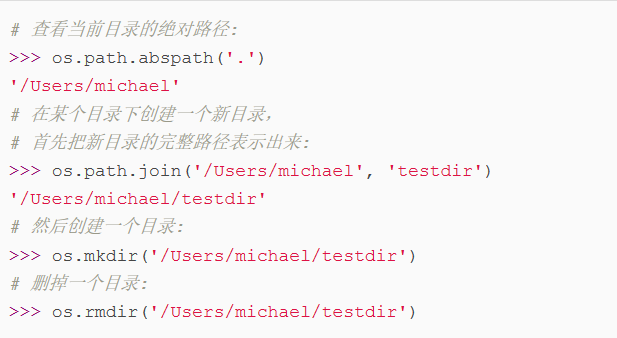 # 查看当前目录的绝对路径:
>>> os.path.abspath('.')
'/Users/michael'
# 在某个目录下创建一个新目录，
# 首先把新目录的完整路径表示出来:
>>> os.path.join('/Users/michael', 'testdir')
'/Users/michael/testdir'
# 然后创建一个目录:
>>> os.mkdir('/Users/michael/testdir')
# 删掉一个目录:
>>> os.rmdir('/Users/michael/testdir')